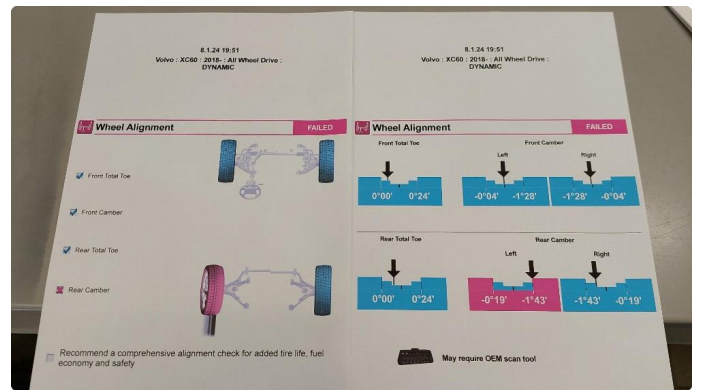 8.1.24 19:51
Volvo : XC60 : 2018- : All Wheel Drive :
DYNAMIC
Wheel Alignment FAILED
Front Total Toe
Front Camber
Rear Total Toe
Rear Camber
Recommend a comprehensive alignment check for added tire life, fuel
economy and safety
8.1.24 19:51
Volvo : XC60 : 2018- : All Wheel Drive :
DYNAMIC
Wheel Alignment FAILED
Front Total Toe Front Camber
Left Right
0°00' 0°24' -0°04' -1°28' -1°28' -0°04'
Rear Total Toe Rear Camber
Left Right
0°00' 0°24' -0°19' -1°43' -1°43' -0°19'
May require OEM scan tool